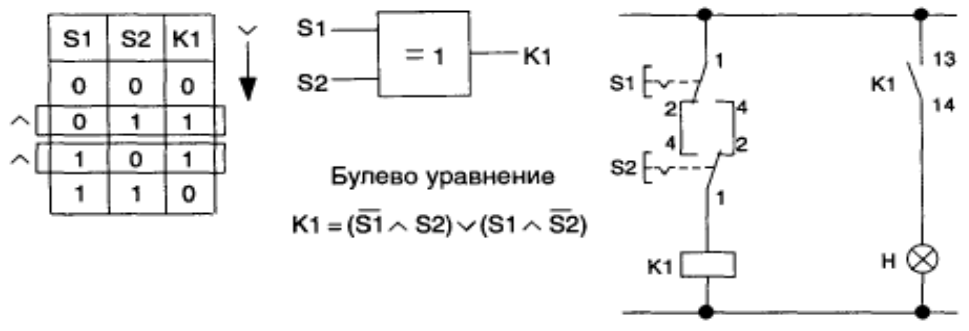 S1 S2 K1
0 0 0
0 1 1
1 0 1
1 1 0
S1
S2
= 1
K1
Булево уравнение
K1 = (S̅1̅ ∧ S2) ∨ (S1 ∧ S̅2̅)
S1
1
2
4
4
2
S2
1
K1
K1
13
14
H